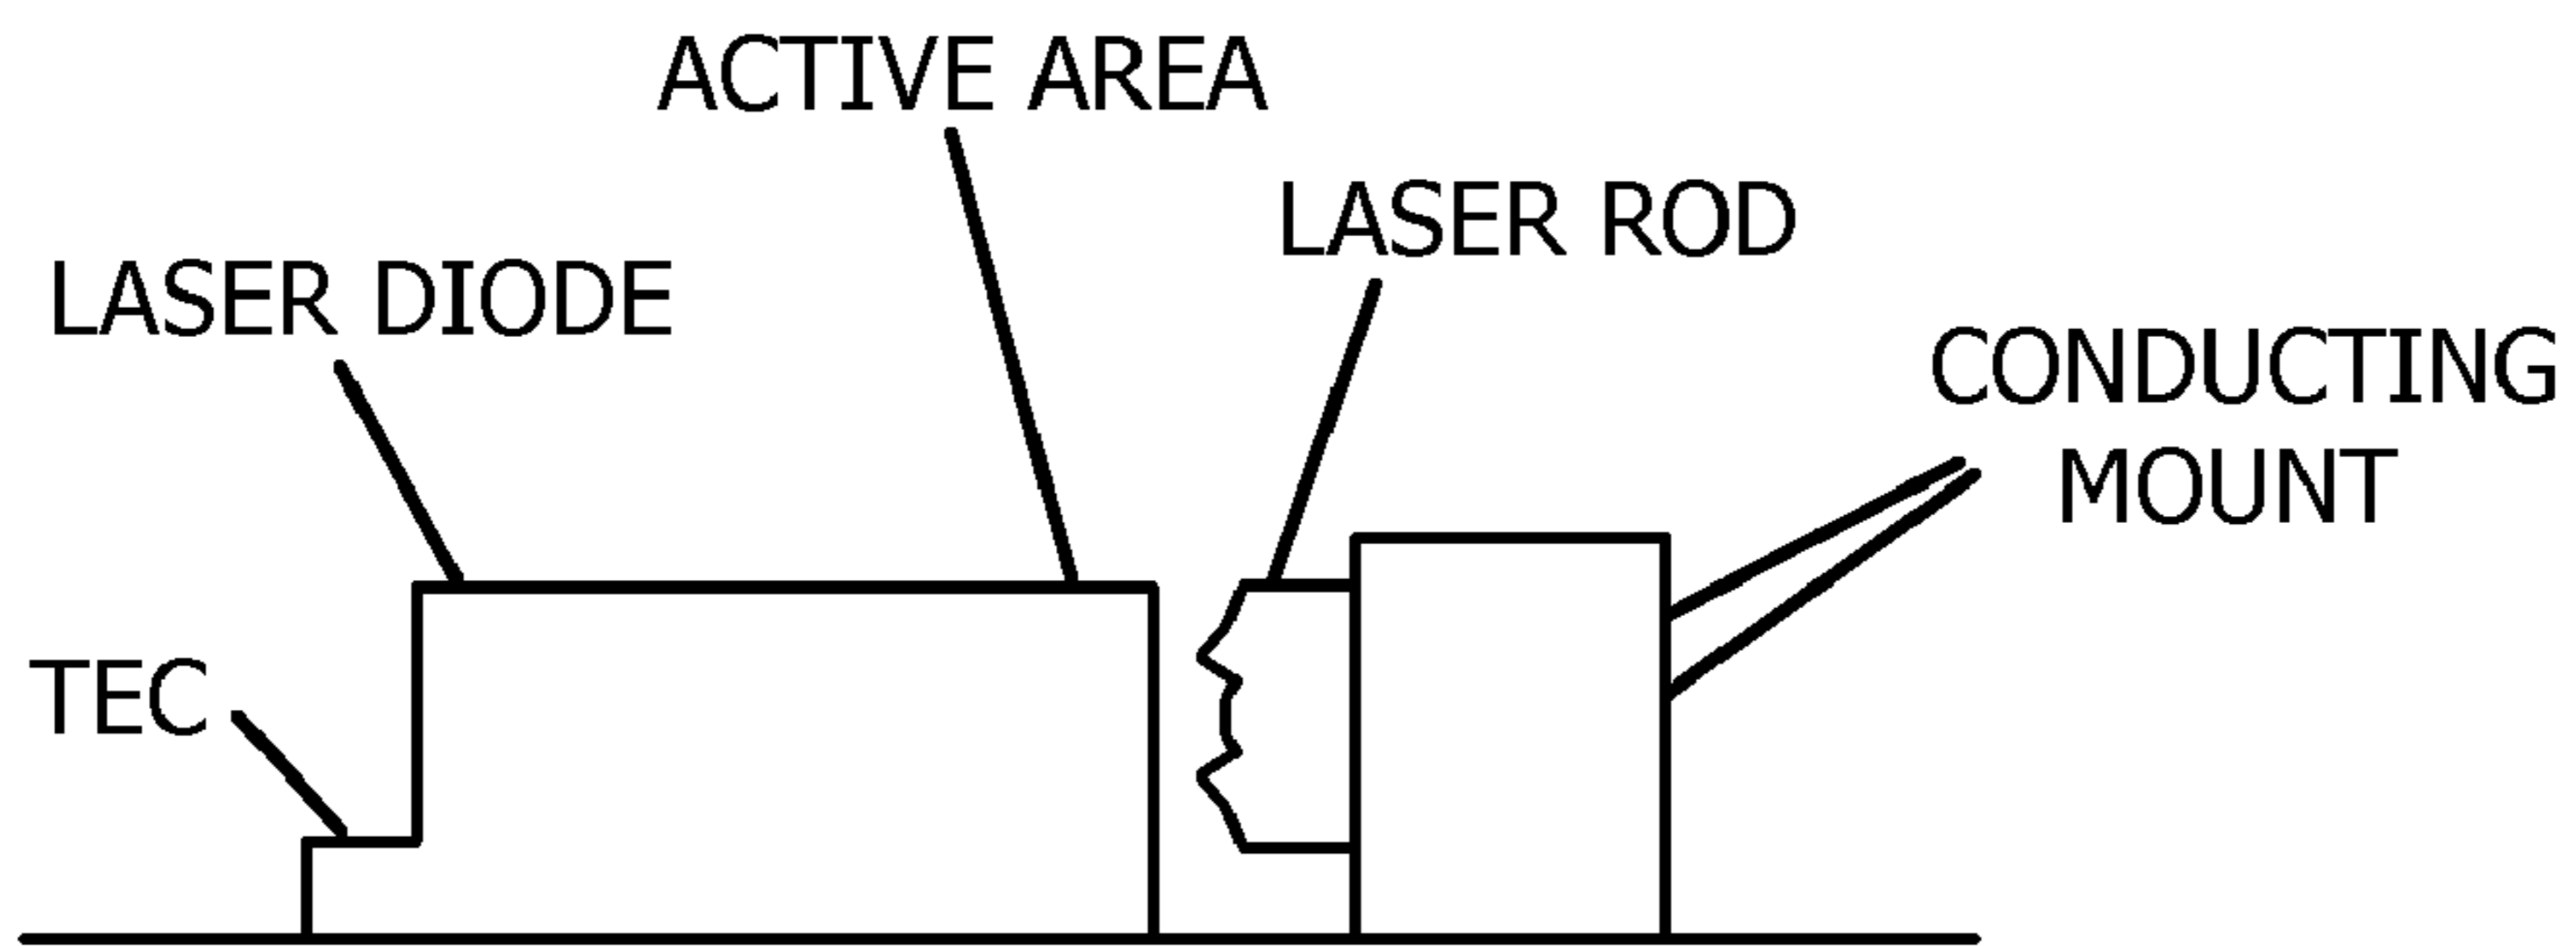 ACTIVE AREA
LASER ROD
LASER DIODE
CONDUCTING
MOUNT
TEC